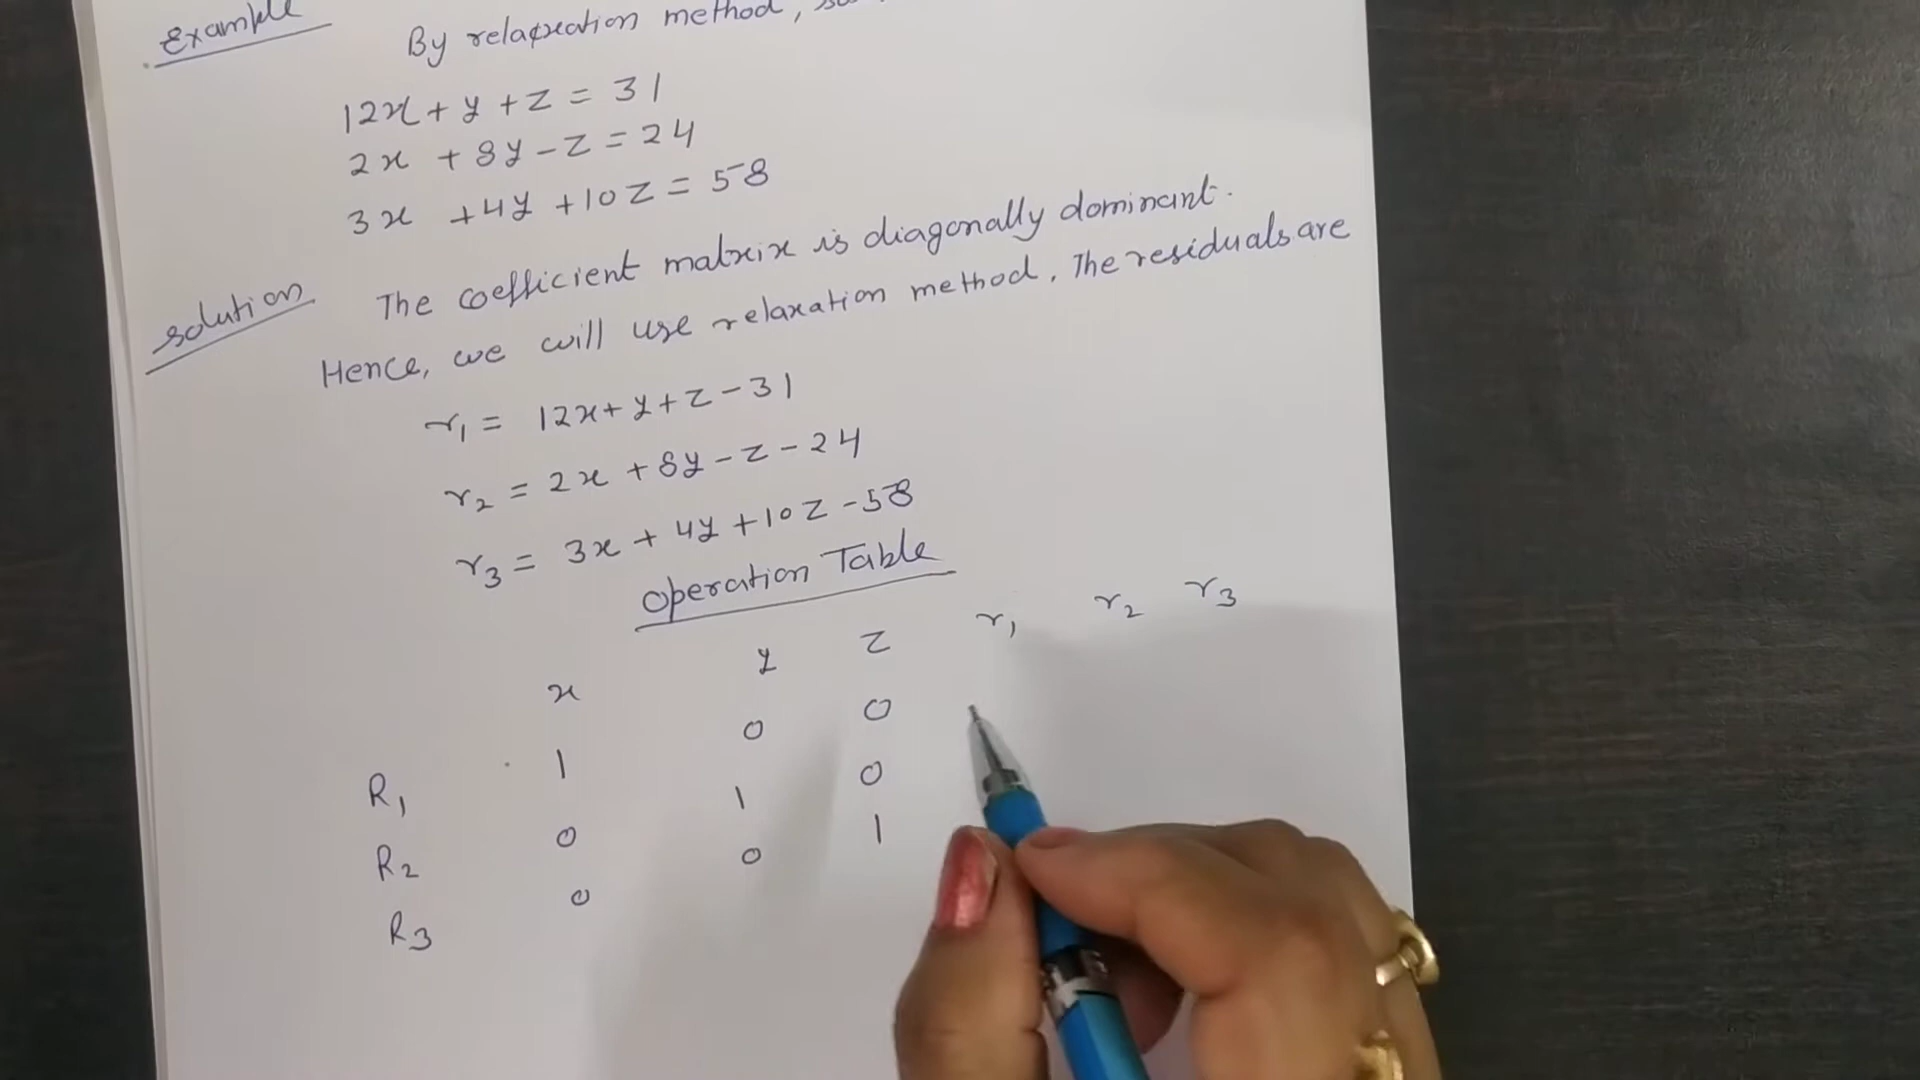 Example
By relaxation method,
12x + y + z = 31
2x + 8y - z = 24
3x + 4y + 10z = 58
Solution The coefficient matrix is diagonally dominant.
Hence, we will use relaxation method. The residuals are
r₁ = 12x + y + z - 31
r₂ = 2x + 8y - z - 24
r₃ = 3x + 4y + 10z - 58
Operation Table
x y z r₁ r₂ r₃
R₁ 1 0 0
R₂ 0 1 0
R₃ 0 0 1